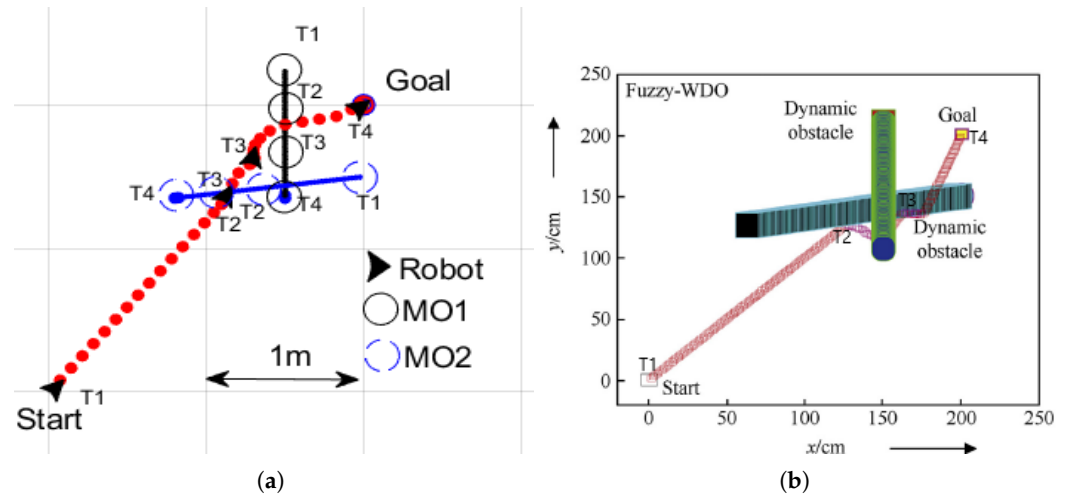 T1
Goal
T2
T4
T3
T3
T3
T4
T2
T2
T4
T1
Robot
MO1
MO2
1m
T1
Start
(a)
250
Fuzzy-WDO
Dynamic
obstacle
Goal
200
T4
150
T3
T2
Dynamic
obstacle
y/cm
100
50
T1
0
Start
0
50
100
150
200
250
x/cm
(b)